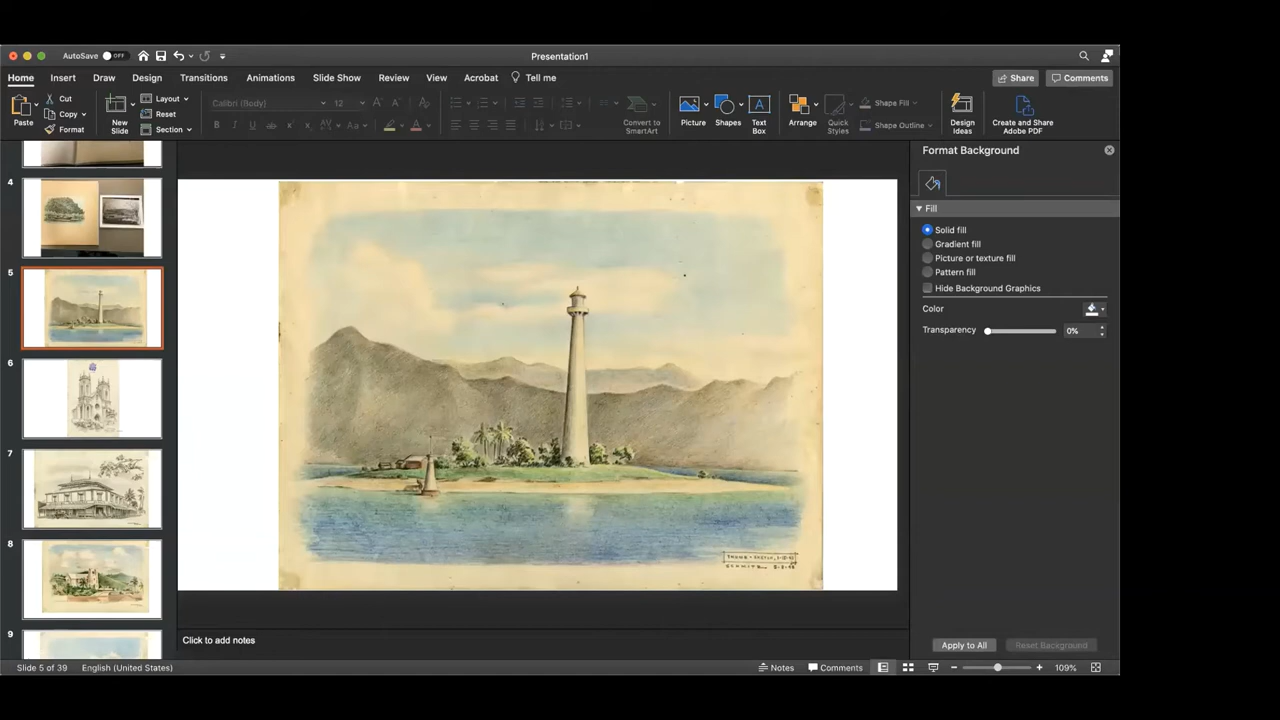 AutoSave OFF
Presentation1
Home Insert Draw Design Transitions Animations Slide Show Review View Acrobat Tell me
Share Comments
Paste
Cut
Copy
Format
New Slide
Layout
Reset
Section
Calibri (Body) 12
Convert to SmartArt
Picture
Shapes
Text Box
Arrange
Quick Styles
Shape Fill
Shape Outline
Design Ideas
Create and Share Adobe PDF
Format Background
Fill
Solid fill
Gradient fill
Picture or texture fill
Pattern fill
Hide Background Graphics
Color
Transparency 0%
4
5
6
7
8
9
Click to add notes
Apply to All Reset Background
Slide 5 of 39 English (United States) Notes Comments 109%